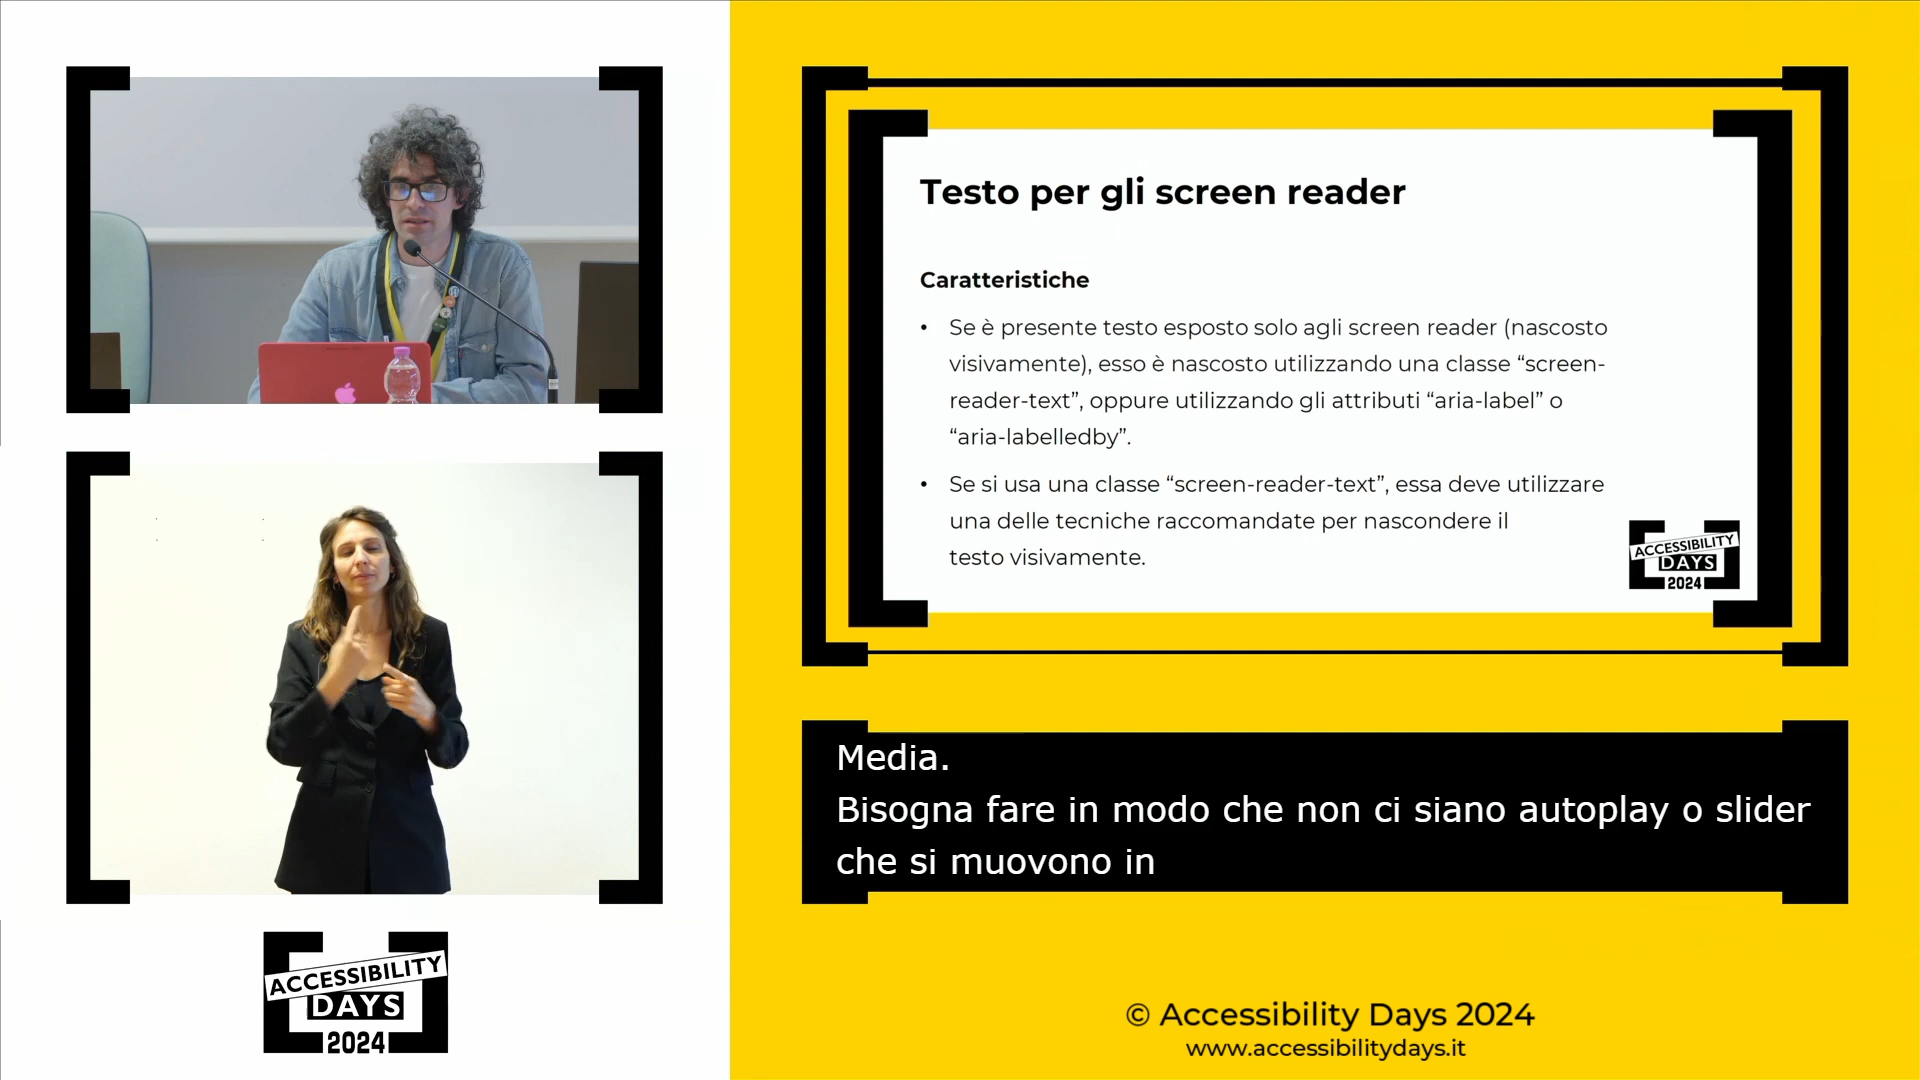 Testo per gli screen reader
Caratteristiche
• Se è presente testo esposto solo agli screen reader (nascosto
visivamente), esso è nascosto utilizzando una classe “screen-
reader-text”, oppure utilizzando gli attributi “aria-label” o
“aria-labelledby”.
• Se si usa una classe “screen-reader-text”, essa deve utilizzare
una delle tecniche raccomandate per nascondere il
testo visivamente.
ACCESSIBILITY
DAYS
2024
Media.
Bisogna fare in modo che non ci siano autoplay o slider
che si muovono in
ACCESSIBILITY
DAYS
2024
© Accessibility Days 2024
www.accessibilitydays.it